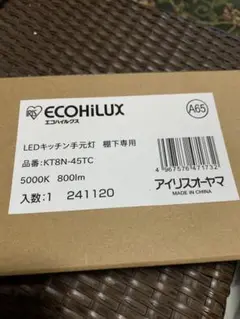 A65
ECOHiLUX
エコハイルクス
LEDキッチン手元灯 棚下専用
品番:KT8N-45TC
5000K 800lm
入数:1 241120
4 967576 471732
アイリスオーヤマ
MADE IN CHINA